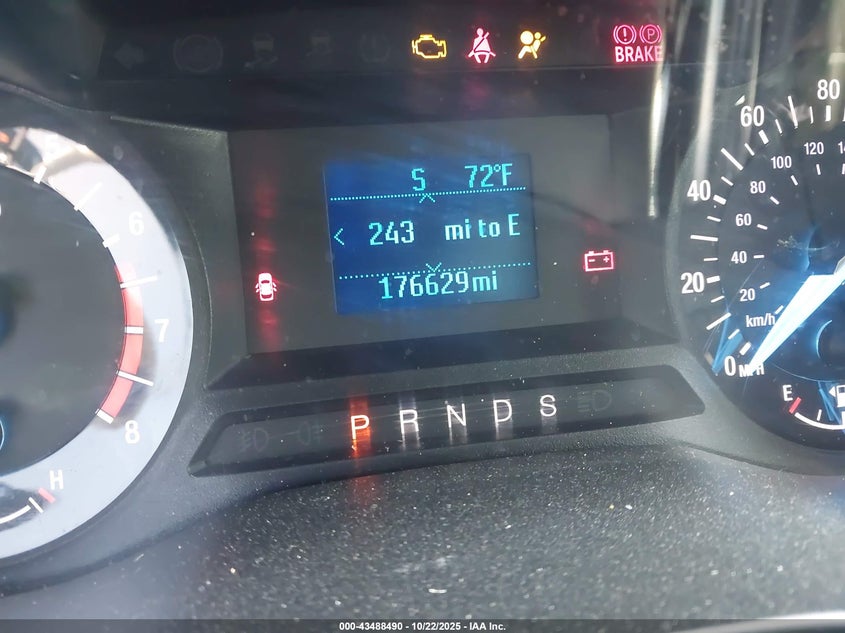 BRAKE
S 72°F
< 243 mi to E
176629mi
P R N D S
6
7
8
H
0 MPH
20
40
60
80
km/h
20
40
60
80
100
120
E
000-43488490 - 10/22/2025 - IAA Inc.